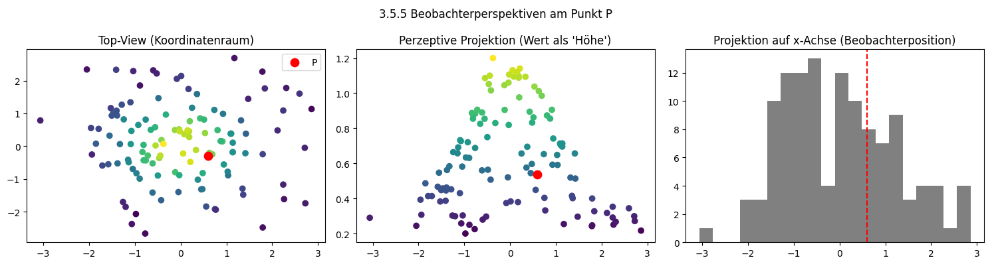 3.5.5 Beobachterperspektiven am Punkt P
Top-View (Koordinatenraum)
P
2
1
0
−1
−2
−3 −2 −1 0 1 2 3
Perzeptive Projektion (Wert als 'Höhe')
1.2
1.0
0.8
0.6
0.4
0.2
−3 −2 −1 0 1 2 3
Projektion auf x-Achse (Beobachterposition)
12
10
8
6
4
2
0
−3 −2 −1 0 1 2 3